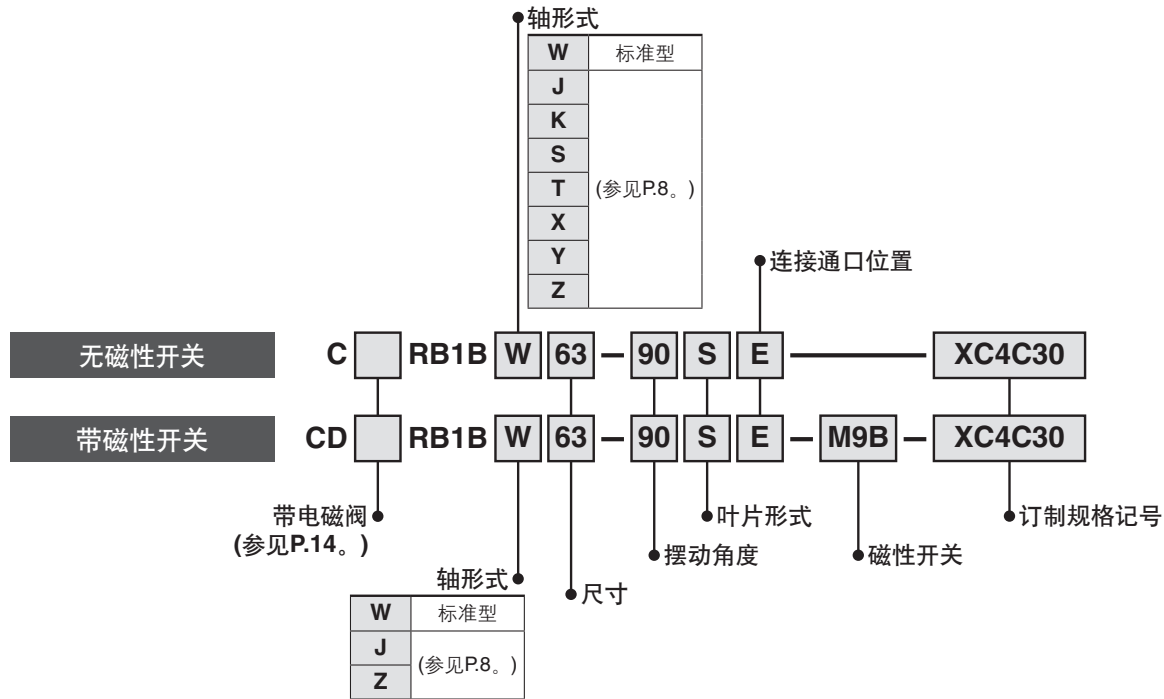 轴形式
W 标准型
J
K
S
T (参见P.8。)
X
Y
Z
连接通口位置
无磁性开关 C RB1B W 63 — 90 S E — XC4C30
带磁性开关 CD RB1B W 63 — 90 S E — M9B — XC4C30
带电磁阀
(参见P.14。)
叶片形式
订制规格记号
摆动角度
磁性开关
轴形式
尺寸
W 标准型
J (参见P.8。)
Z